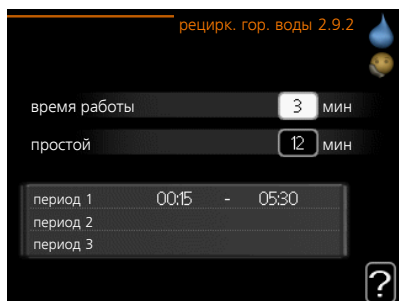 рецирк. гор. воды 2.9.2
время работы 3 мин
простой 12 мин
период 1 00:15 - 05:30
период 2
период 3
?